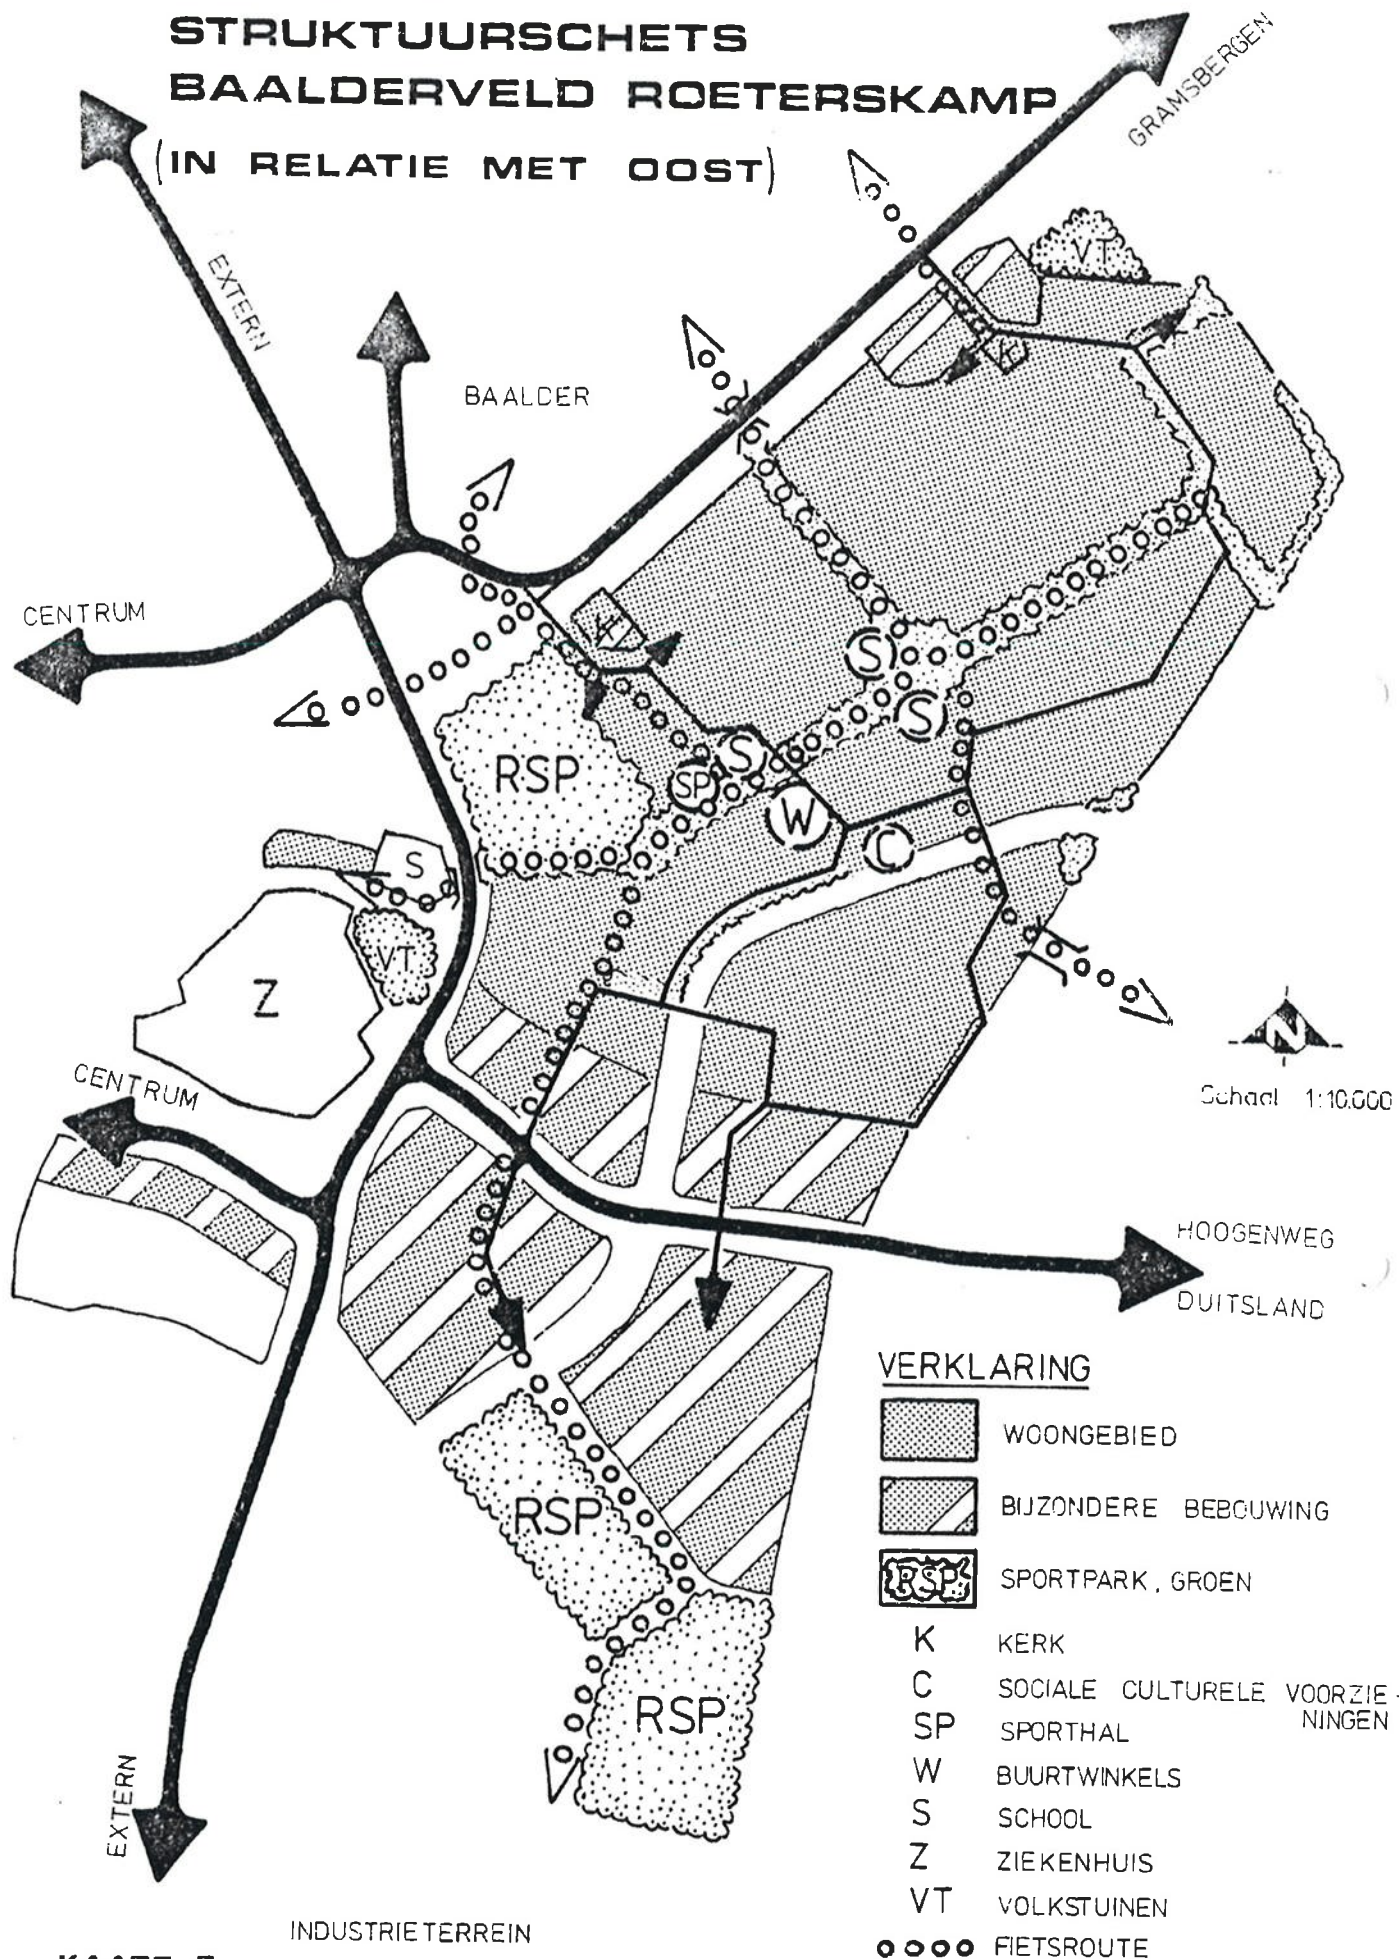 STRUKTUURSCHETS
BAALDERVELD ROETERSKAMP
(IN RELATIE MET OOST)
GRAMSBERGEN
EXTERN
BAALDER
VT
K
CENTRUM
K
S
S
RSP
S
SP
W
C
S
VT
Z
CENTRUM
N
Schaal 1:10.000
HOOGENWEG
DUITSLAND
RSP
RSP
EXTERN
INDUSTRIETERREIN
VERKLARING
WOONGEBIED
BIJZONDERE BEBOUWING
RSP SPORTPARK, GROEN
K KERK
C SOCIALE CULTURELE VOORZIE-
NINGEN
SP SPORTHAL
W BUURTWINKELS
S SCHOOL
Z ZIEKENHUIS
VT VOLKSTUINEN
FIETSROUTE